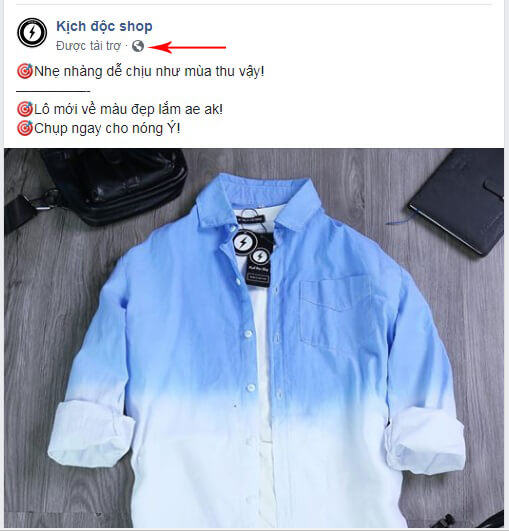 Kịch độc shop
Được tài trợ ·
🎯Nhẹ nhàng dễ chịu như mùa thu vậy!
——————-
🎯Lô mới về màu đẹp lắm ae ak!
🎯Chụp ngay cho nóng Ý!